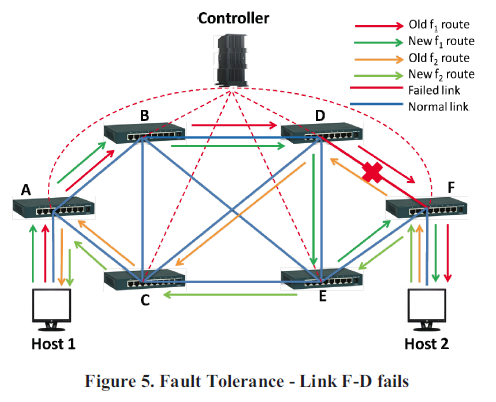 Controller
Old f1 route
New f1 route
Old f2 route
New f2 route
Failed link
Normal link
B
D
A
F
C
E
Host 1
Host 2
Figure 5. Fault Tolerance - Link F-D fails